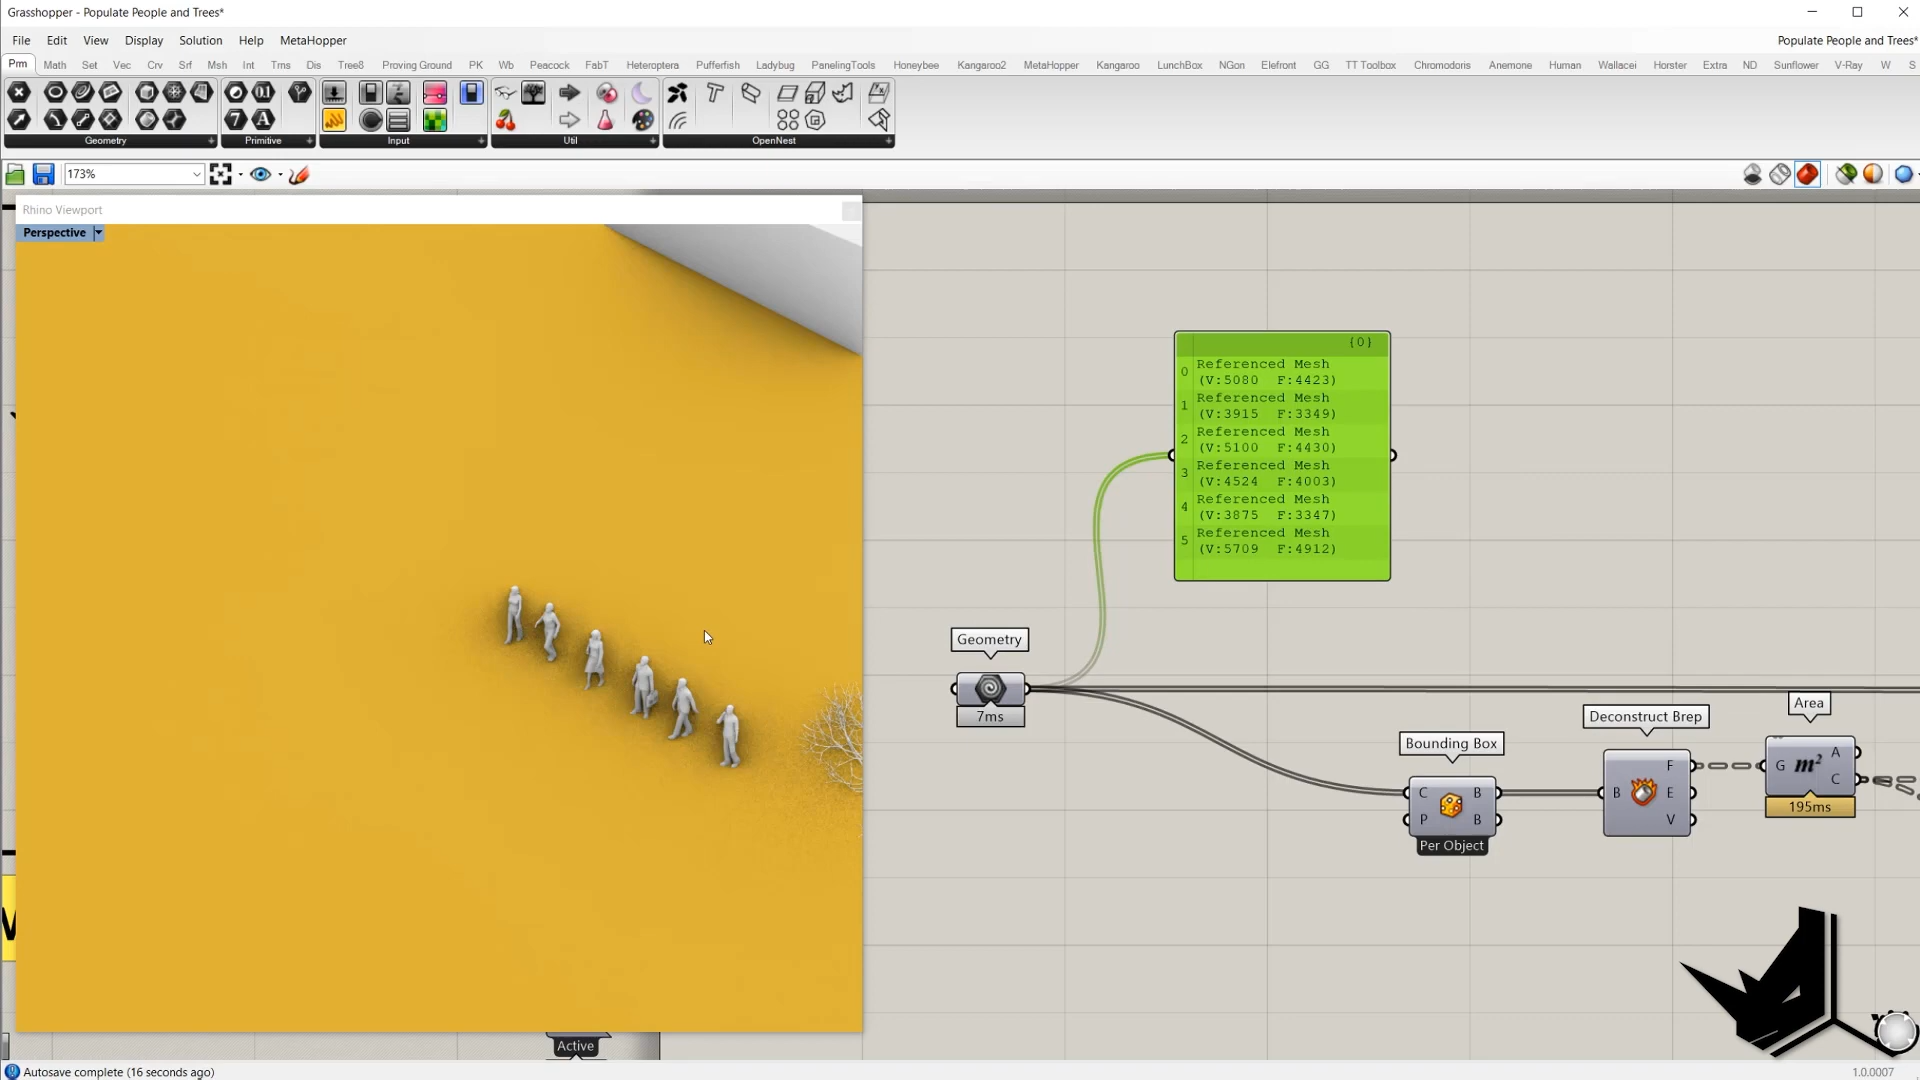 Grasshopper - Populate People and Trees*
File Edit View Display Solution Help MetaHopper
Populate People and Trees*
Prm Math Set Vec Crv Srf Msh Int Trns Dis Tree8 Proving Ground PK Wb Peacock FabT Heteroptera Pufferfish Ladybug PanelingTools Honeybee Kangaroo2 MetaHopper Kangaroo LunchBox NGon Elefront GG TT Toolbox Chromodoris Anemone Human Wallacei Horster Extra ND Sunflower V-Ray W S
Geometry Primitive Input Util OpenNest
173%
Rhino Viewport
Perspective
{0}
0 Referenced Mesh
(V:5080 F:4423)
1 Referenced Mesh
(V:3915 F:3349)
2 Referenced Mesh
(V:5100 F:4430)
3 Referenced Mesh
(V:4524 F:4003)
4 Referenced Mesh
(V:3875 F:3347)
5 Referenced Mesh
(V:5709 F:4912)
Geometry
7ms
Bounding Box
C B
P B
Per Object
Deconstruct Brep
F
B E
V
Area
A
G m²
C
195ms
Active
Autosave complete (16 seconds ago)
1.0.0007